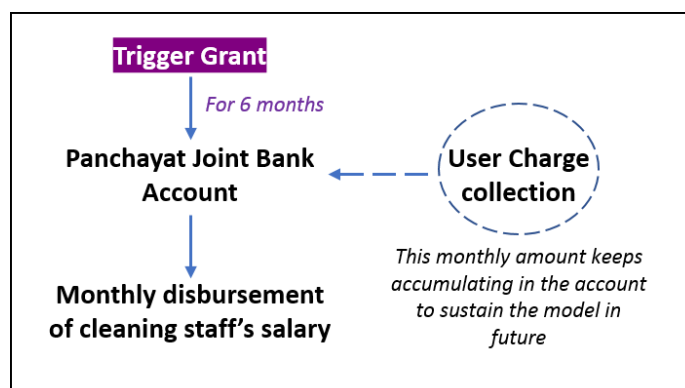 Trigger Grant
For 6 months
Panchayat Joint Bank
Account
User Charge
collection
This monthly amount keeps
accumulating in the account
to sustain the model in
future
Monthly disbursement
of cleaning staff's salary